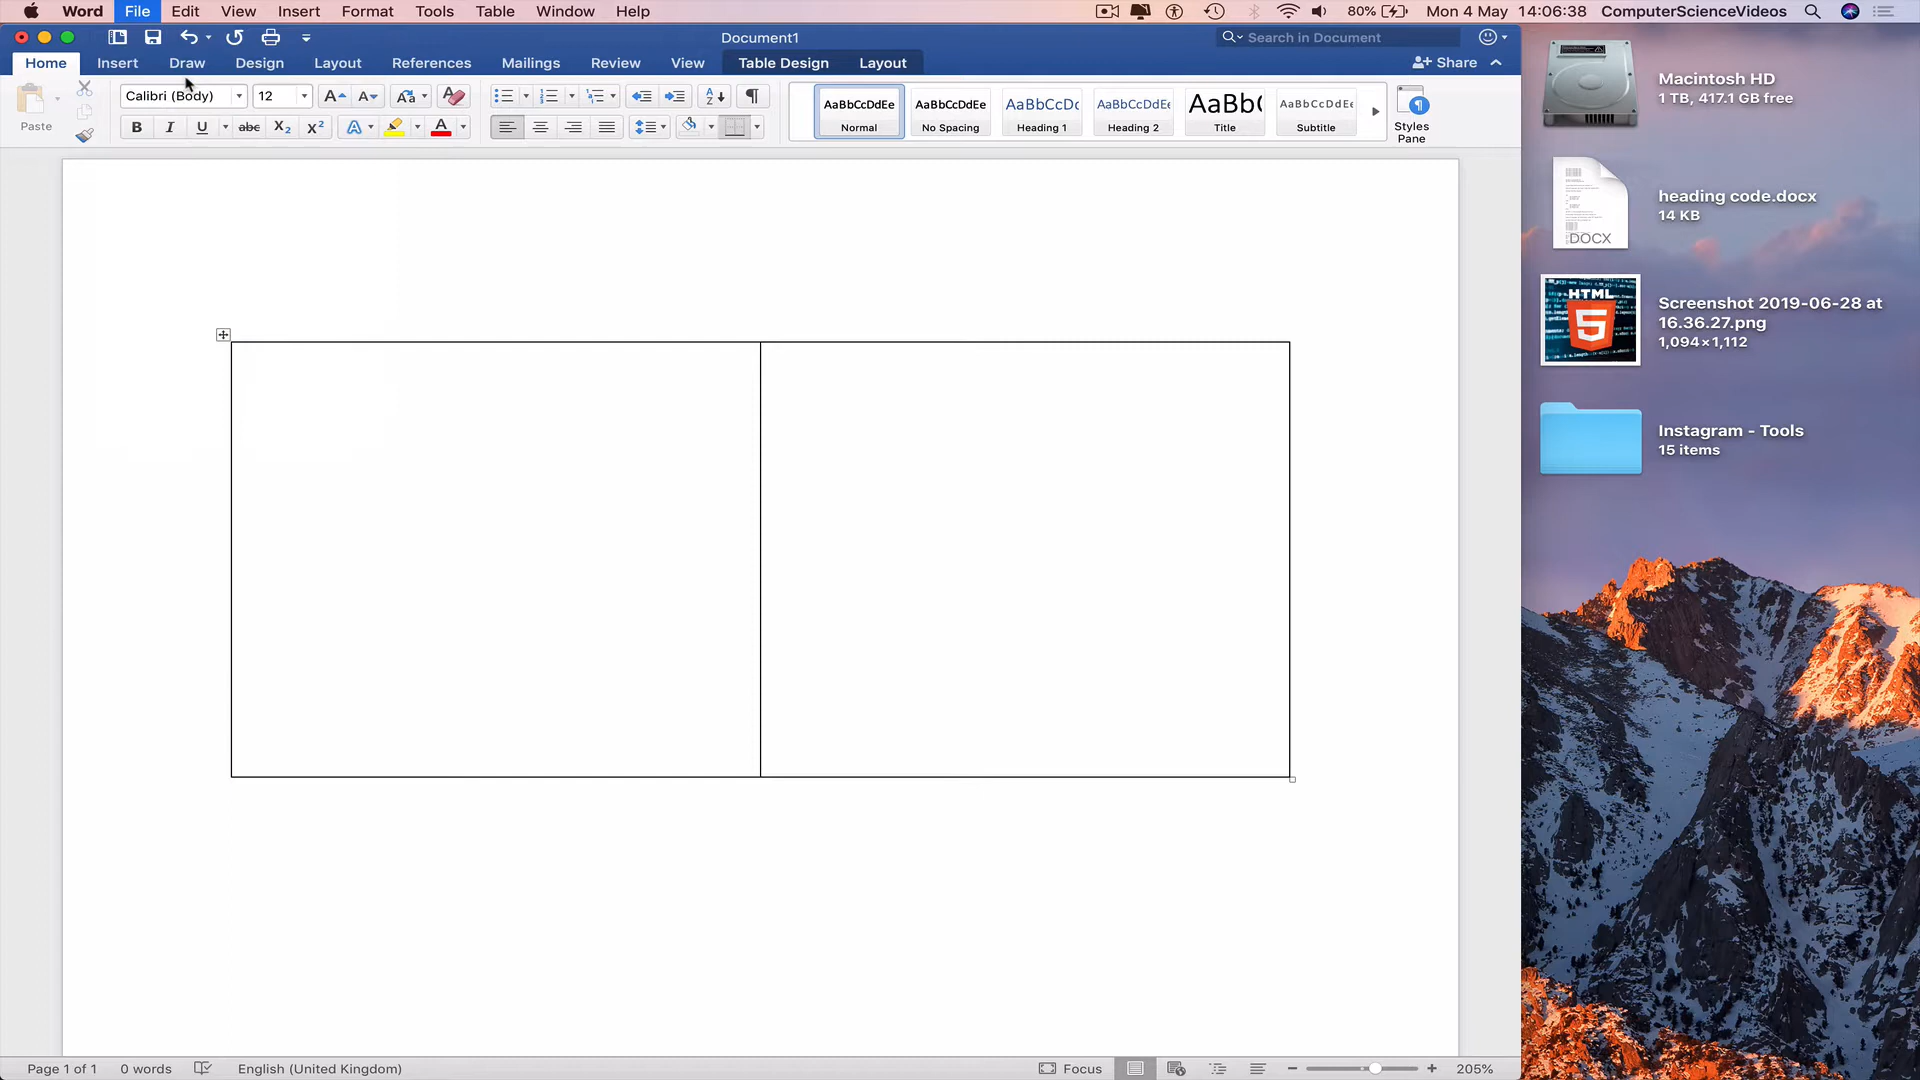 Word File Edit View Insert Format Tools Table Window Help 80% Mon 4 May 14:06:38 ComputerScienceVideos
Document1 Search in Document
Home Insert Draw Design Layout References Mailings Review View Table Design Layout Share
Calibri (Body) 12
Paste
AaBbCcDdEe AaBbCcDdEe AaBbCcDc AaBbCcDdEe AaBb( AaBbCcDdEe
Normal No Spacing Heading 1 Heading 2 Title Subtitle
Styles
Pane
Macintosh HD
1 TB, 417.1 GB free
heading code.docx
14 KB
DOCX
HTML
5
Screenshot 2019-06-28 at
16.36.27.png
1,094×1,112
Instagram - Tools
15 items
Page 1 of 1 0 words English (United Kingdom) Focus 205%